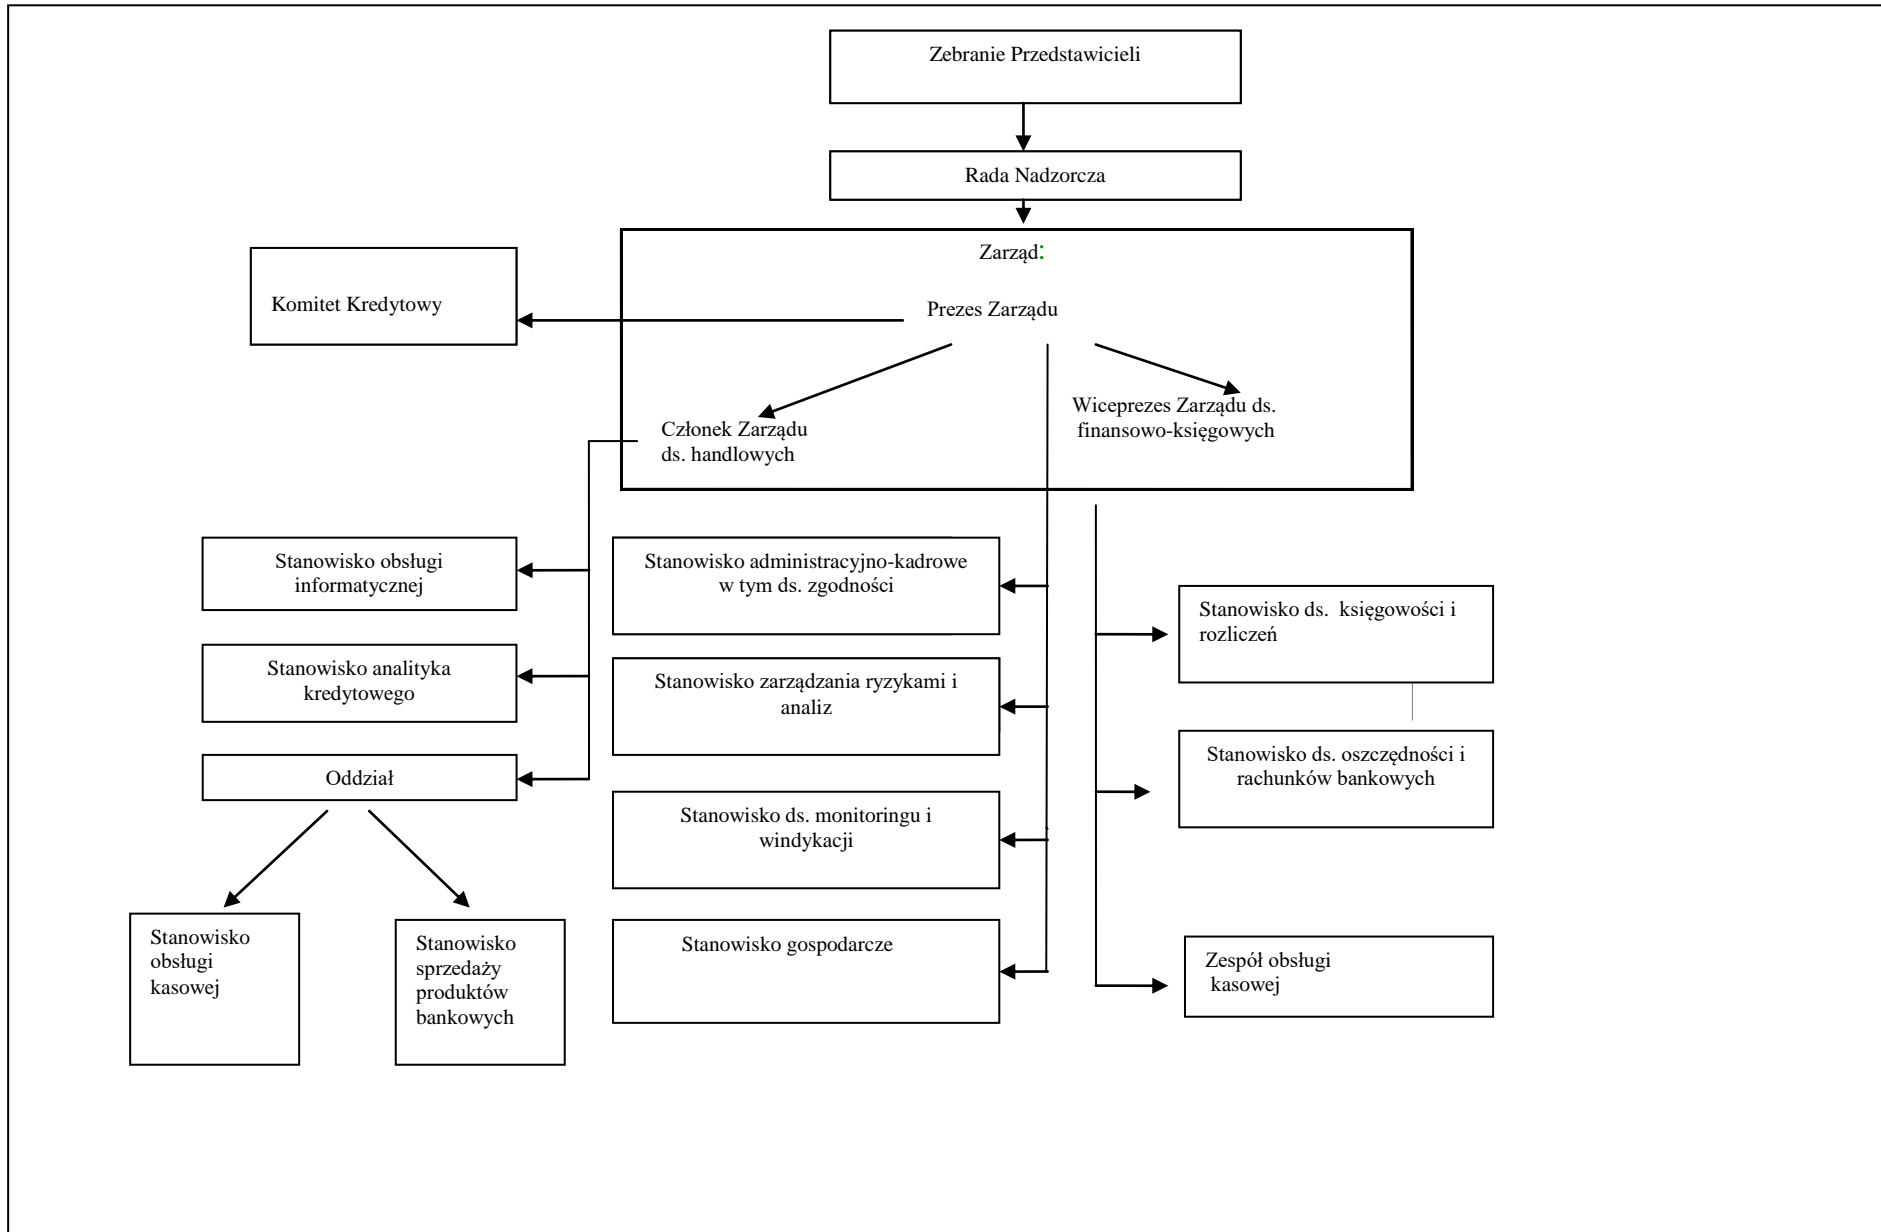 Zebranie Przedstawicieli
Rada Nadzorcza
Zarząd:
Komitet Kredytowy
Prezes Zarządu
Członek Zarządu
ds. handlowych
Wiceprezes Zarządu ds.
finansowo-księgowych
Stanowisko obsługi
informatycznej
Stanowisko analityka
kredytowego
Oddział
Stanowisko
obsługi
kasowej
Stanowisko
sprzedaży
produktów
bankowych
Stanowisko administracyjno-kadrowe
w tym ds. zgodności
Stanowisko zarządzania ryzykami i
analiz
Stanowisko ds. monitoringu i
windykacji
Stanowisko gospodarcze
Stanowisko ds. księgowości i
rozliczeń
Stanowisko ds. oszczędności i
rachunków bankowych
Zespół obsługi
kasowej